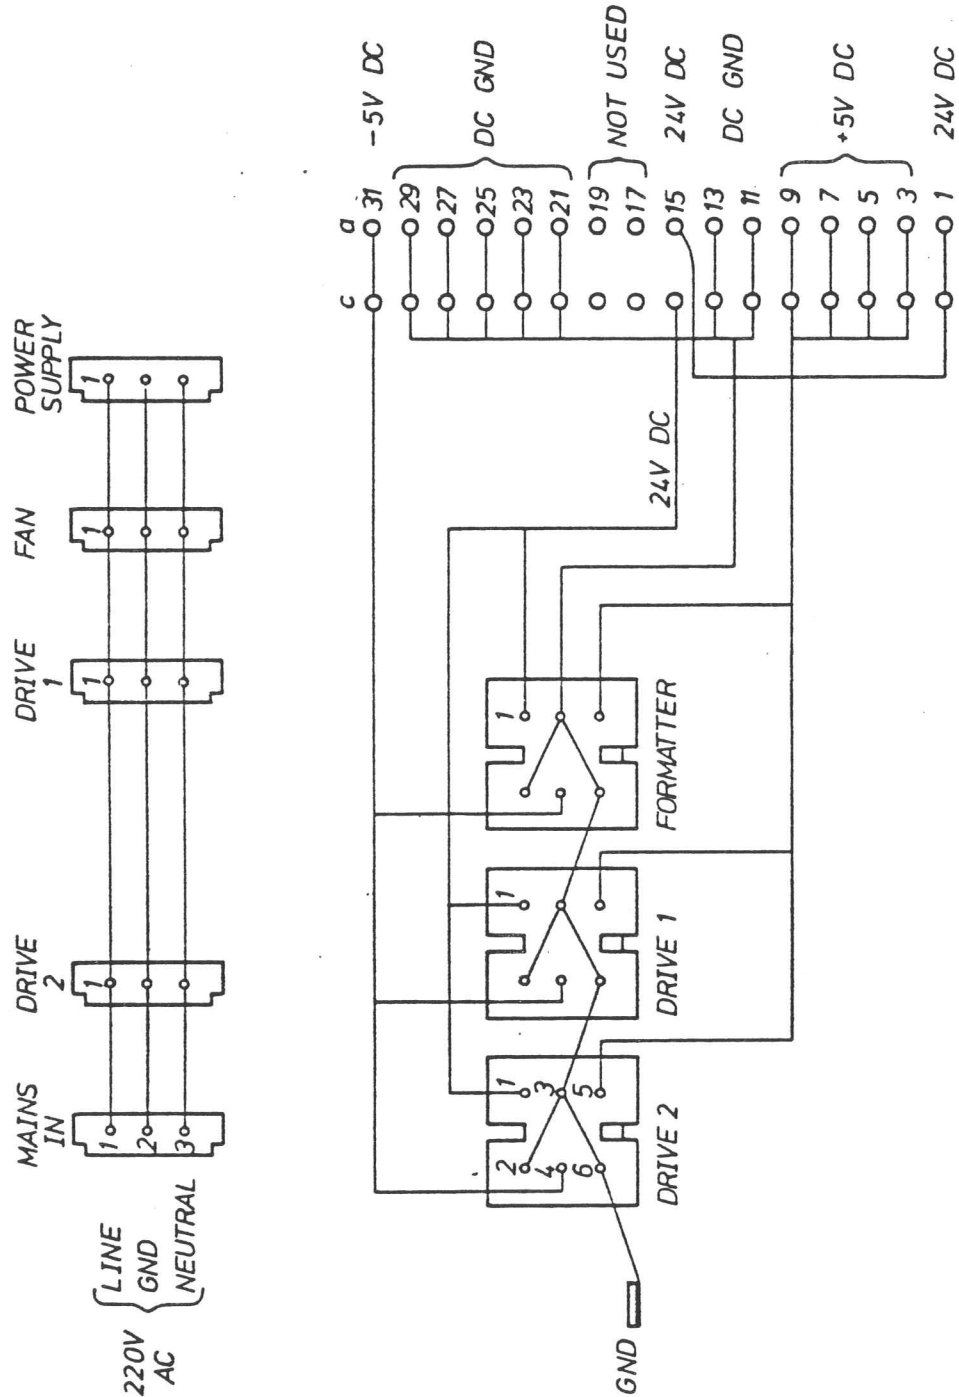 220V
AC
LINE
GND
NEUTRAL
MAINS
IN
1
2
3
DRIVE
2
1
DRIVE
1
1
FAN
1
POWER
SUPPLY
1
c
a
31
-5V DC
29
27
25
23
21
DC GND
19
17
NOT USED
15
24V DC
13
11
DC GND
9
7
5
3
+5V DC
1
24V DC
24V DC
1
FORMATTER
1
DRIVE 1
2
1
4
3
6
5
DRIVE 2
GND